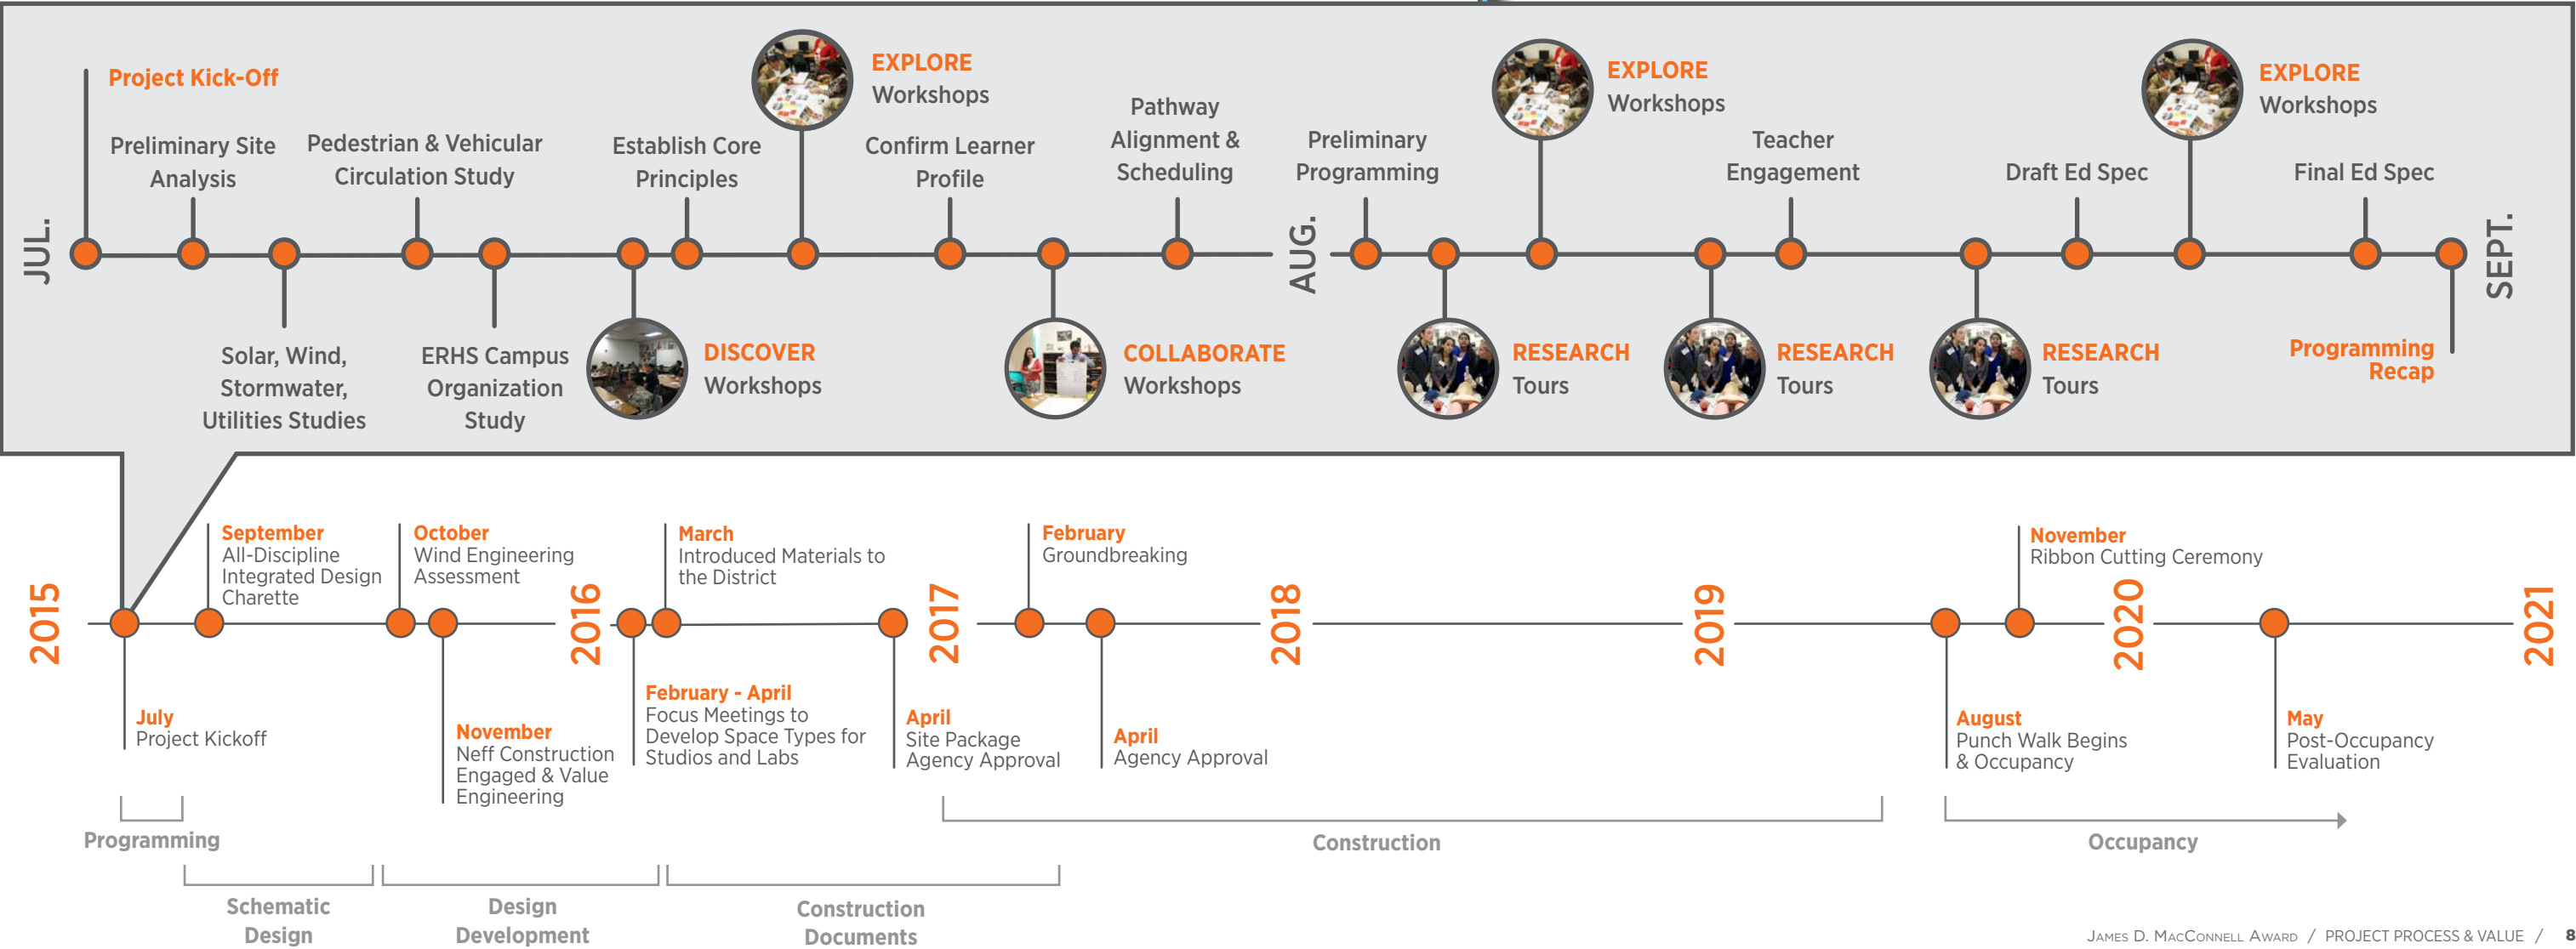 JUL.
Project Kick-Off
Preliminary Site
Analysis
Solar, Wind,
Stormwater,
Utilities Studies
Pedestrian & Vehicular
Circulation Study
ERHS Campus
Organization
Study
DISCOVER
Workshops
Establish Core
Principles
EXPLORE
Workshops
Confirm Learner
Profile
COLLABORATE
Workshops
Pathway
Alignment &
Scheduling
AUG.
Preliminary
Programming
RESEARCH
Tours
EXPLORE
Workshops
RESEARCH
Tours
Teacher
Engagement
RESEARCH
Tours
Draft Ed Spec
EXPLORE
Workshops
Final Ed Spec
Programming
Recap
SEPT.
2015
July
Project Kickoff
September
All-Discipline
Integrated Design
Charette
October
Wind Engineering
Assessment
November
Neff Construction
Engaged & Value
Engineering
2016
February - April
Focus Meetings to
Develop Space Types for
Studios and Labs
March
Introduced Materials to
the District
April
Site Package
Agency Approval
2017
February
Groundbreaking
April
Agency Approval
2018
2019
August
Punch Walk Begins
& Occupancy
November
Ribbon Cutting Ceremony
2020
May
Post-Occupancy
Evaluation
2021
Programming
Schematic
Design
Design
Development
Construction
Documents
Construction
Occupancy
James D. MacConnell Award / PROJECT PROCESS & VALUE / 8